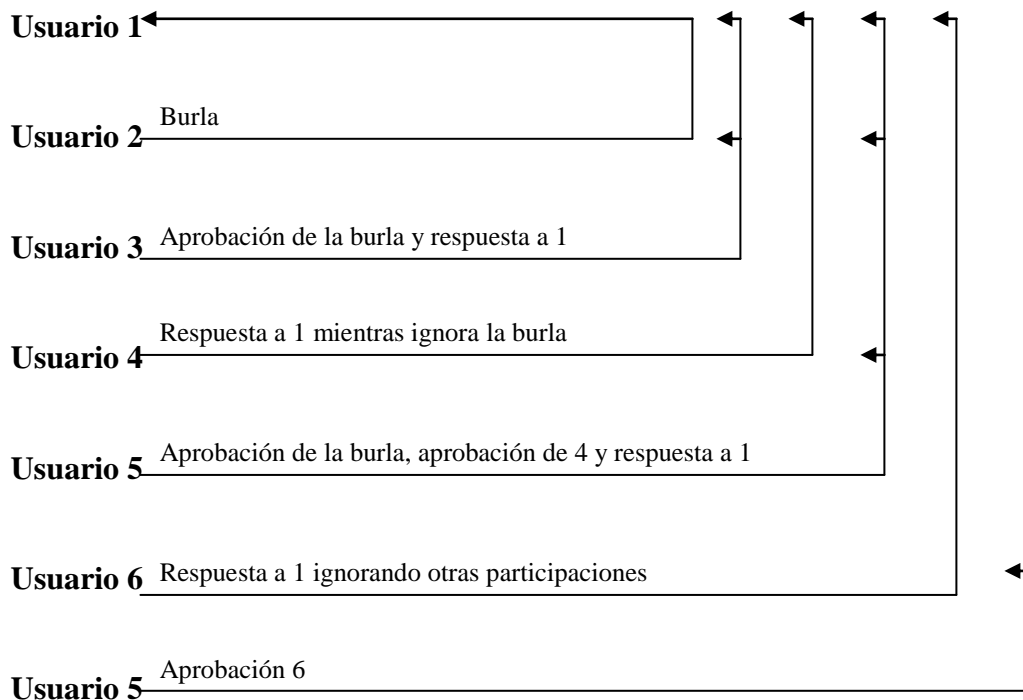 Usuario 1
Burla
Usuario 2
Aprobación de la burla y respuesta a 1
Usuario 3
Respuesta a 1 mientras ignora la burla
Usuario 4
Aprobación de la burla, aprobación de 4 y respuesta a 1
Usuario 5
Respuesta a 1 ignorando otras participaciones
Usuario 6
Aprobación 6
Usuario 5